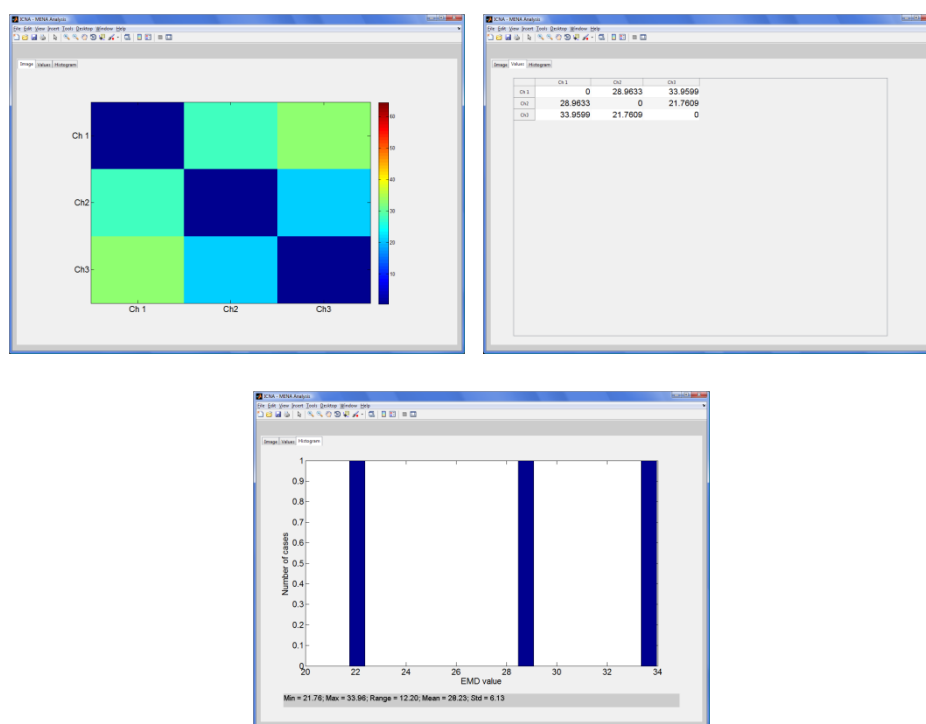 ICNA - MENA Analysis
File Edit View Insert Tools Desktop Window Help
Image Values Histogram
Ch 1
Ch2
Ch3
Ch 1 Ch2 Ch3
60
50
40
30
20
10
ICNA - MENA Analysis
File Edit View Insert Tools Desktop Window Help
Image Values Histogram
Ch 1 Ch2 Ch3
Ch 1 0 28.9633 33.9599
Ch2 28.9633 0 21.7609
Ch3 33.9599 21.7609 0
ICNA - MENA Analysis
File Edit View Insert Tools Desktop Window Help
Image Values Histogram
1
0.9
0.8
0.7
0.6
0.5
0.4
0.3
0.2
0.1
0
Number of cases
20 22 24 26 28 30 32 34
EMD value
Min = 21.76; Max = 33.96; Range = 12.20; Mean = 28.23; Std = 6.13